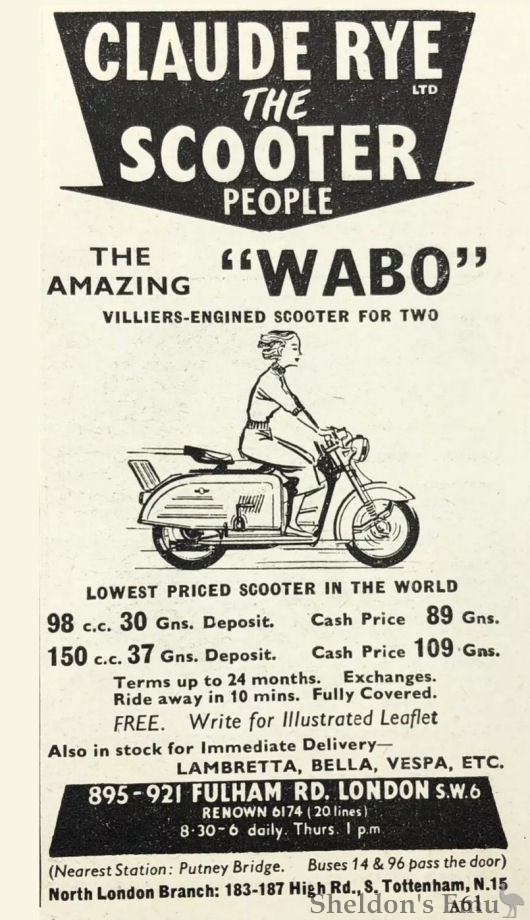 CLAUDE RYE
LTD
THE
SCOOTER
PEOPLE
THE AMAZING "WABO"
VILLIERS-ENGINED SCOOTER FOR TWO
LOWEST PRICED SCOOTER IN THE WORLD
98 c.c. 30 Gns. Deposit. Cash Price 89 Gns.
150 c.c. 37 Gns. Deposit. Cash Price 109 Gns.
Terms up to 24 months. Exchanges.
Ride away in 10 mins. Fully Covered.
FREE. Write for Illustrated Leaflet
Also in stock for Immediate Delivery—
LAMBRETTA, BELLA, VESPA, ETC.
895-921 FULHAM RD. LONDON S.W.6
RENOWN 6174 (20 lines)
8·30-6 daily. Thurs. 1 p.m
(Nearest Station: Putney Bridge. Buses 14 & 96 pass the door)
North London Branch: 183-187 High Rd., S. Tottenham, N.15
Sheldon's Emu
A61